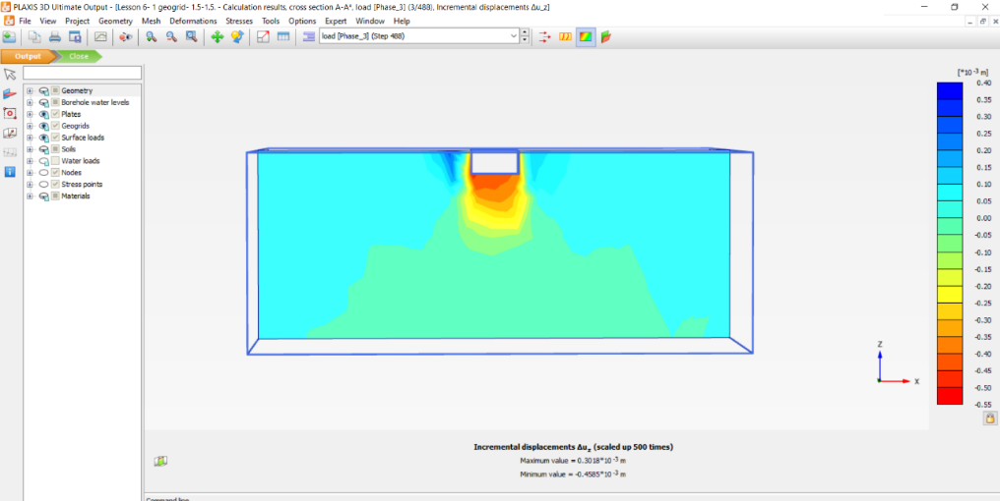 PLAXIS 3D Ultimate Output - [Lesson 6- 1 geogrid- 1.5-1.5. - Calculation results, cross section A-A*, load [Phase_3] (3/488), Incremental displacements Δu_z]
File View Project Geometry Mesh Deformations Stresses Tools Options Expert Window Help
load [Phase_3] (Step 488)
Output Close
Geometry
Borehole water levels
Plates
Geogrids
Surface loads
Soils
Water loads
Nodes
Stress points
Materials
[*10⁻³ m]
0.40
0.35
0.30
0.25
0.20
0.15
0.10
0.05
0.00
-0.05
-0.10
-0.15
-0.20
-0.25
-0.30
-0.35
-0.40
-0.45
-0.50
-0.55
Z
X
Incremental displacements Δu_z (scaled up 500 times)
Maximum value = 0.3018*10⁻³ m
Minimum value = -0.4585*10⁻³ m
Command line